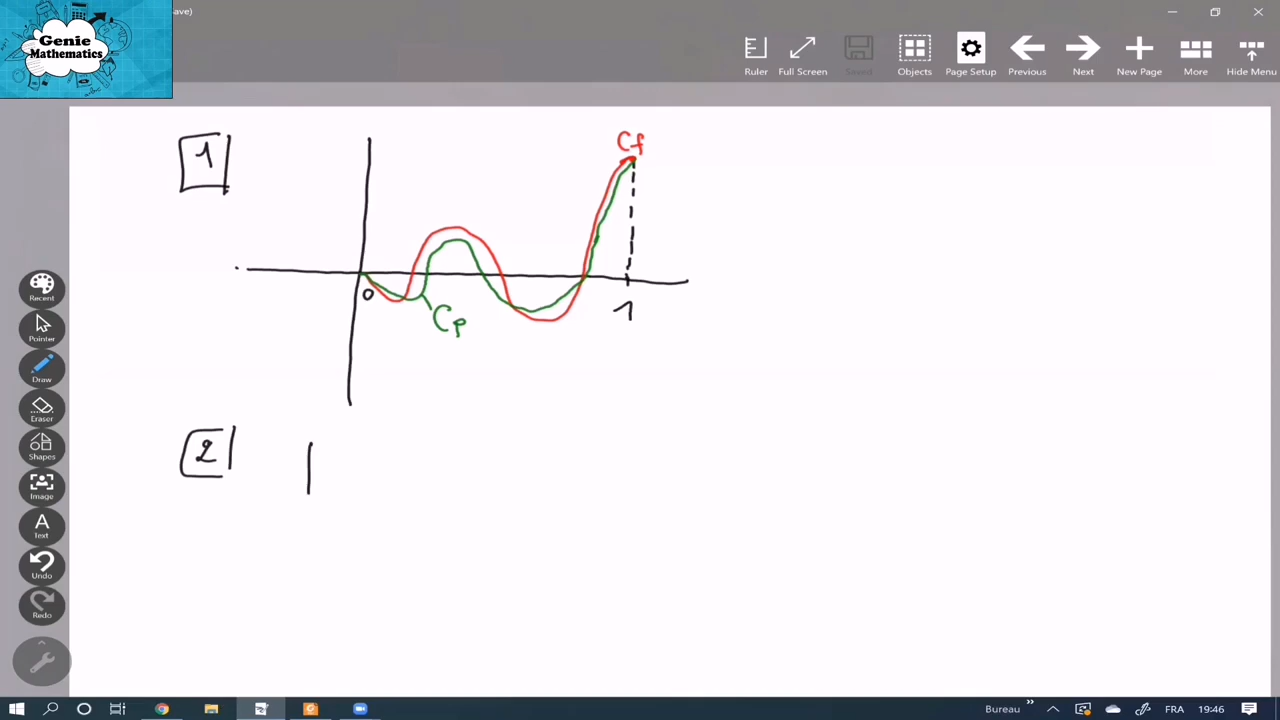 Genie
Mathematics
ave)
Ruler
Full Screen
Saved
Objects
Page Setup
Previous
Next
New Page
More
Hide Menu
1
Cf
0
Cp
1
2
Recent
Pointer
Draw
Eraser
Shapes
Image
A
Text
Undo
Redo
Bureau
FRA
19:46